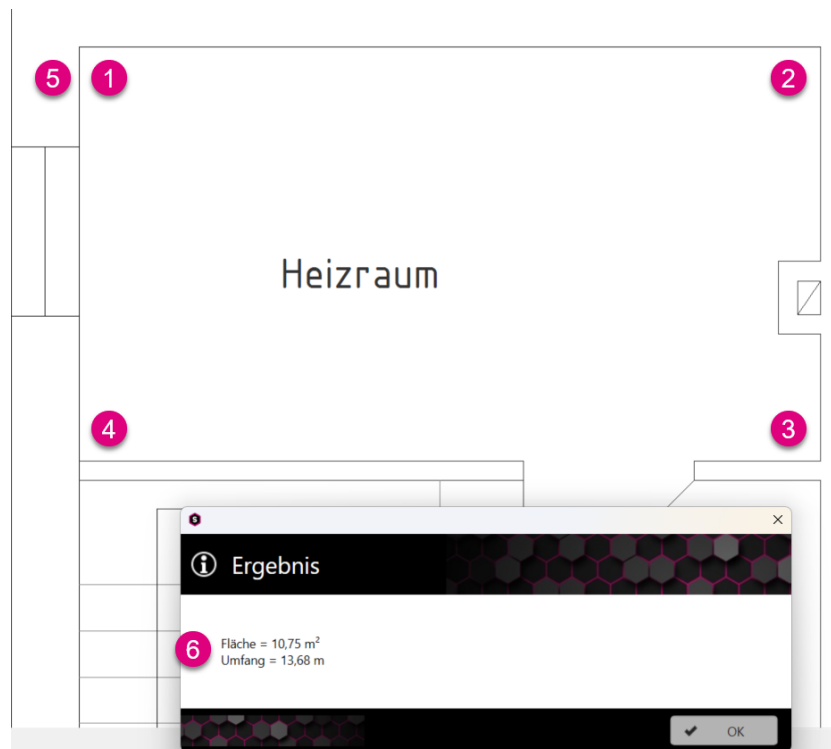 5
1
2
Heizraum
4
3
S
Ergebnis
6
Fläche = 10,75 m²
Umfang = 13,68 m
OK